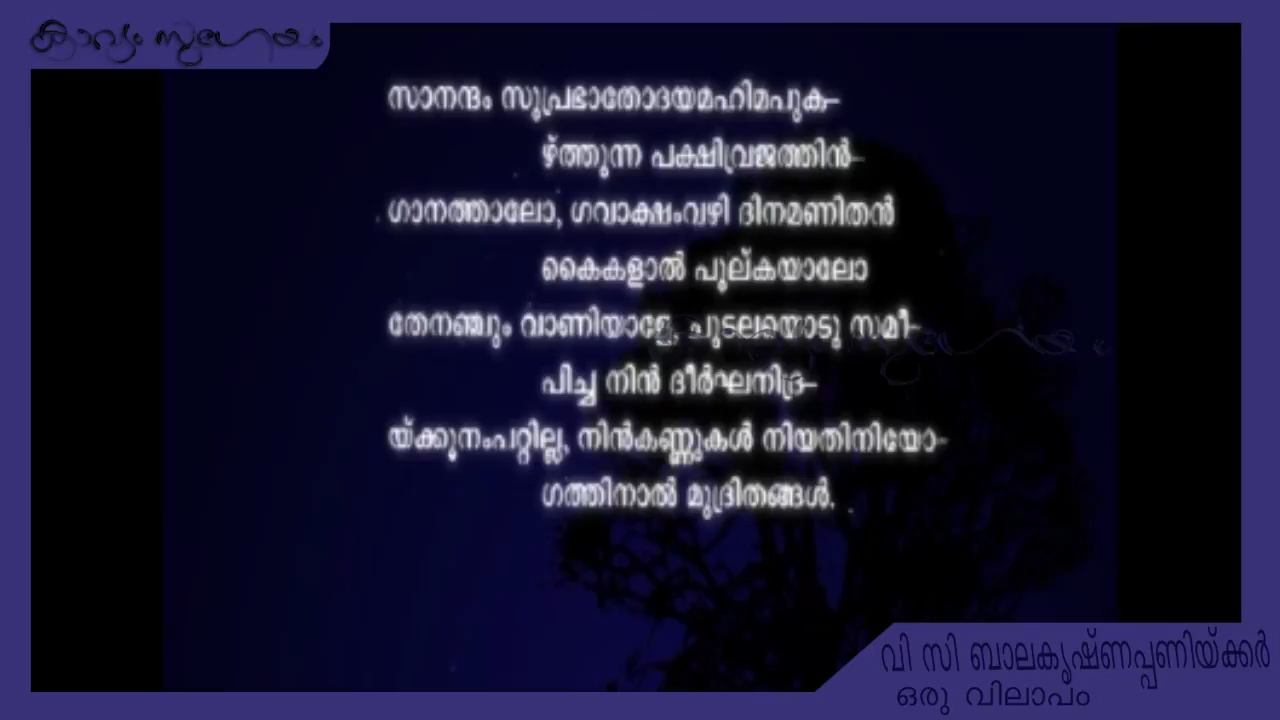 കാവ്യം സുഗേയം
സാനന്ദം സുപ്രഭാതോദയമഹിമപുക–
ഴ്ത്തുന്ന പക്ഷിവ്രജത്തിൻ–
ഗാനത്താലോ, ഗവാക്ഷംവഴി ദിനമണിതൻ
കൈകളാൽ പുല്കയാലോ
തേനഞ്ചും വാണിയാളേ, ചുടലയൊടു സമീ–
പിച്ച നിൻ ദീർഘനിദ്ര–
യ്ക്കൂനംപറ്റില്ല, നിൻകണ്ണുകൾ നിയതിനിയോ–
ഗത്തിനാൽ മുദ്രിതങ്ങൾ.
വി സി ബാലകൃഷ്ണപ്പണിയ്ക്കർ
ഒരു വിലാപം